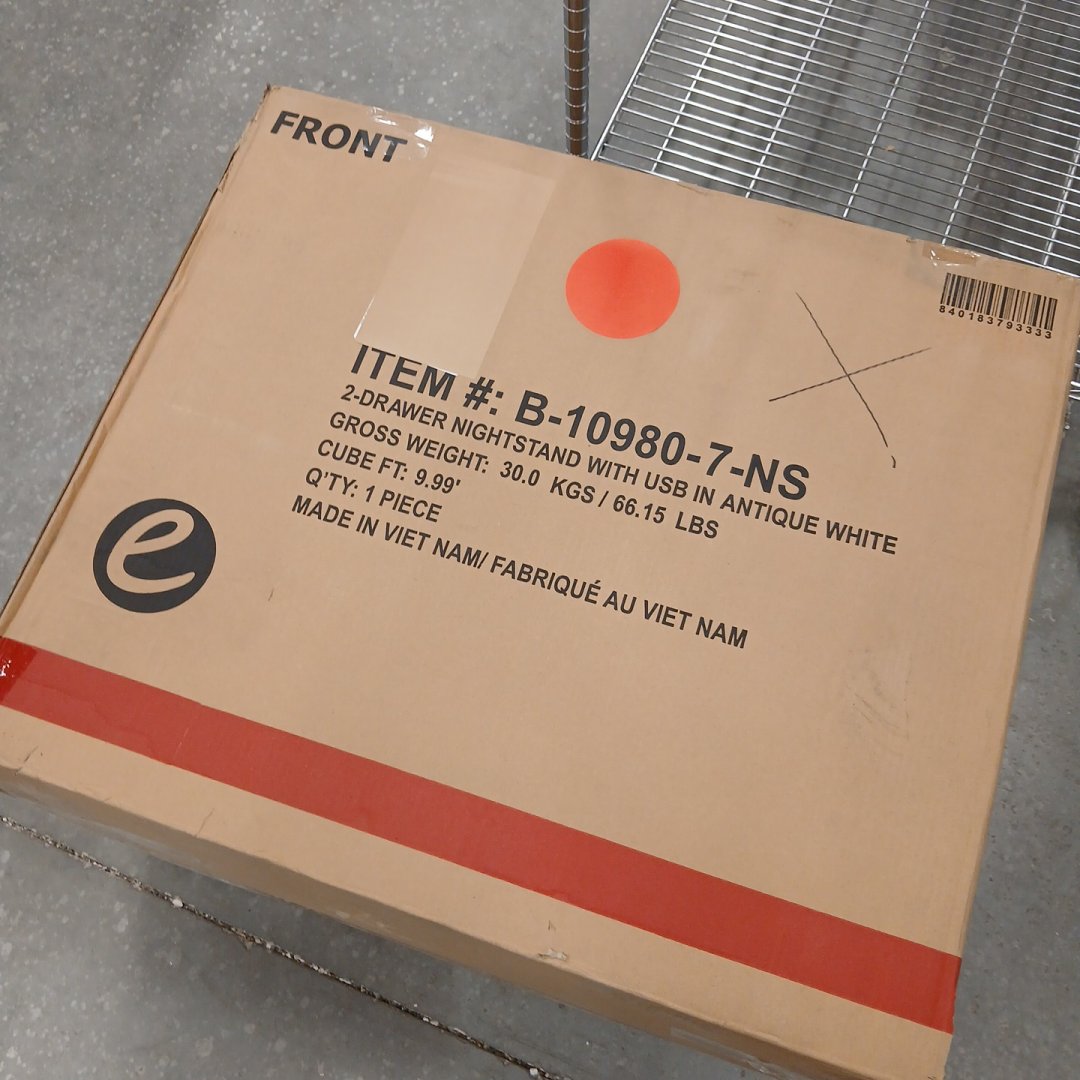 FRONT
840183793333
ITEM #: B-10980-7-NS
2-DRAWER NIGHTSTAND WITH USB IN ANTIQUE WHITE
GROSS WEIGHT: 30.0 KGS / 66.15 LBS
CUBE FT: 9.99'
Q'TY: 1 PIECE
MADE IN VIET NAM/ FABRIQUÉ AU VIET NAM
e